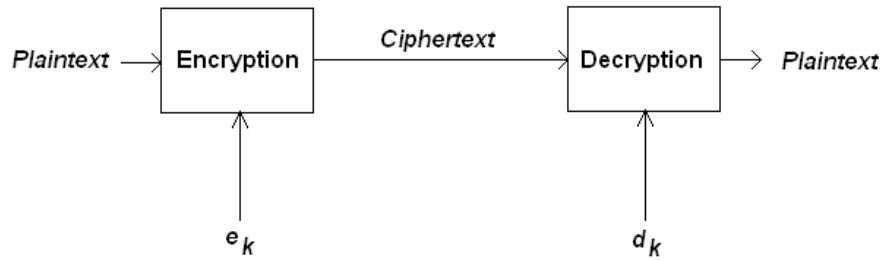 Ciphertext
Plaintext Encryption Decryption Plaintext
e_k d_k